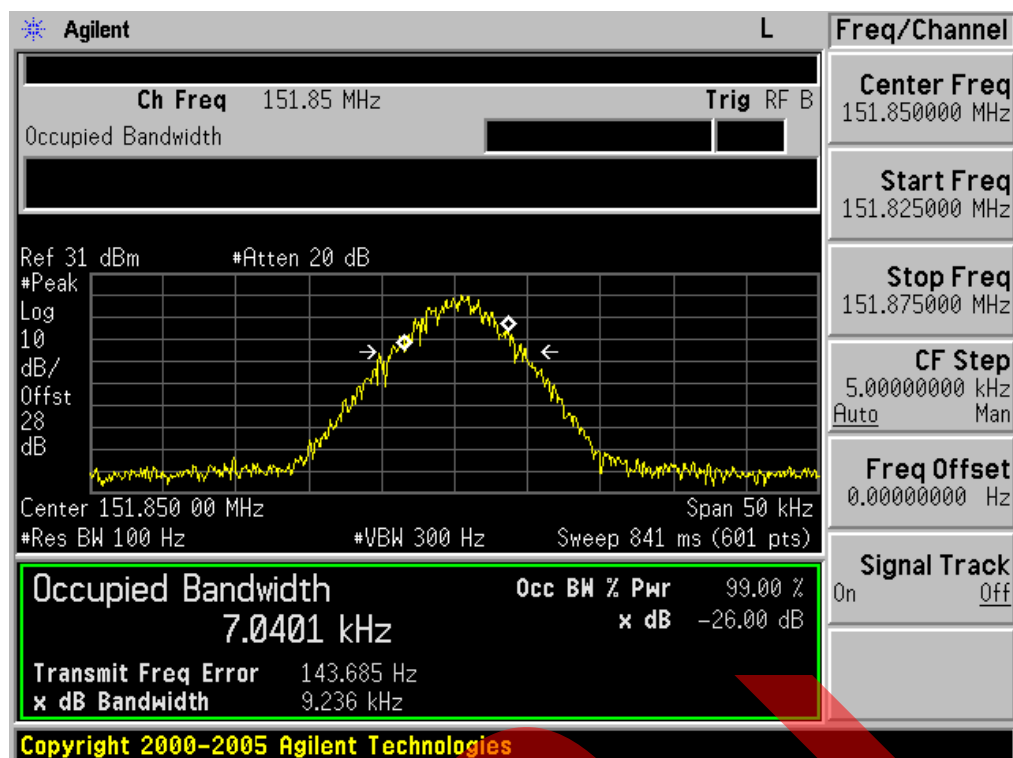 Agilent L Freq/Channel
Ch Freq 151.85 MHz Trig RF B
Occupied Bandwidth
Center Freq
151.850000 MHz
Start Freq
151.825000 MHz
Stop Freq
151.875000 MHz
CF Step
5.00000000 kHz
Auto Man
Freq Offset
0.00000000 Hz
Signal Track
On Off
Ref 31 dBm #Atten 20 dB
#Peak
Log
10
dB/
Offst
28
dB
Center 151.850 00 MHz Span 50 kHz
#Res BW 100 Hz #VBW 300 Hz Sweep 841 ms (601 pts)
Occupied Bandwidth Occ BW % Pwr 99.00 %
7.0401 kHz x dB -26.00 dB
Transmit Freq Error 143.685 Hz
x dB Bandwidth 9.236 kHz
Copyright 2000-2005 Agilent Technologies